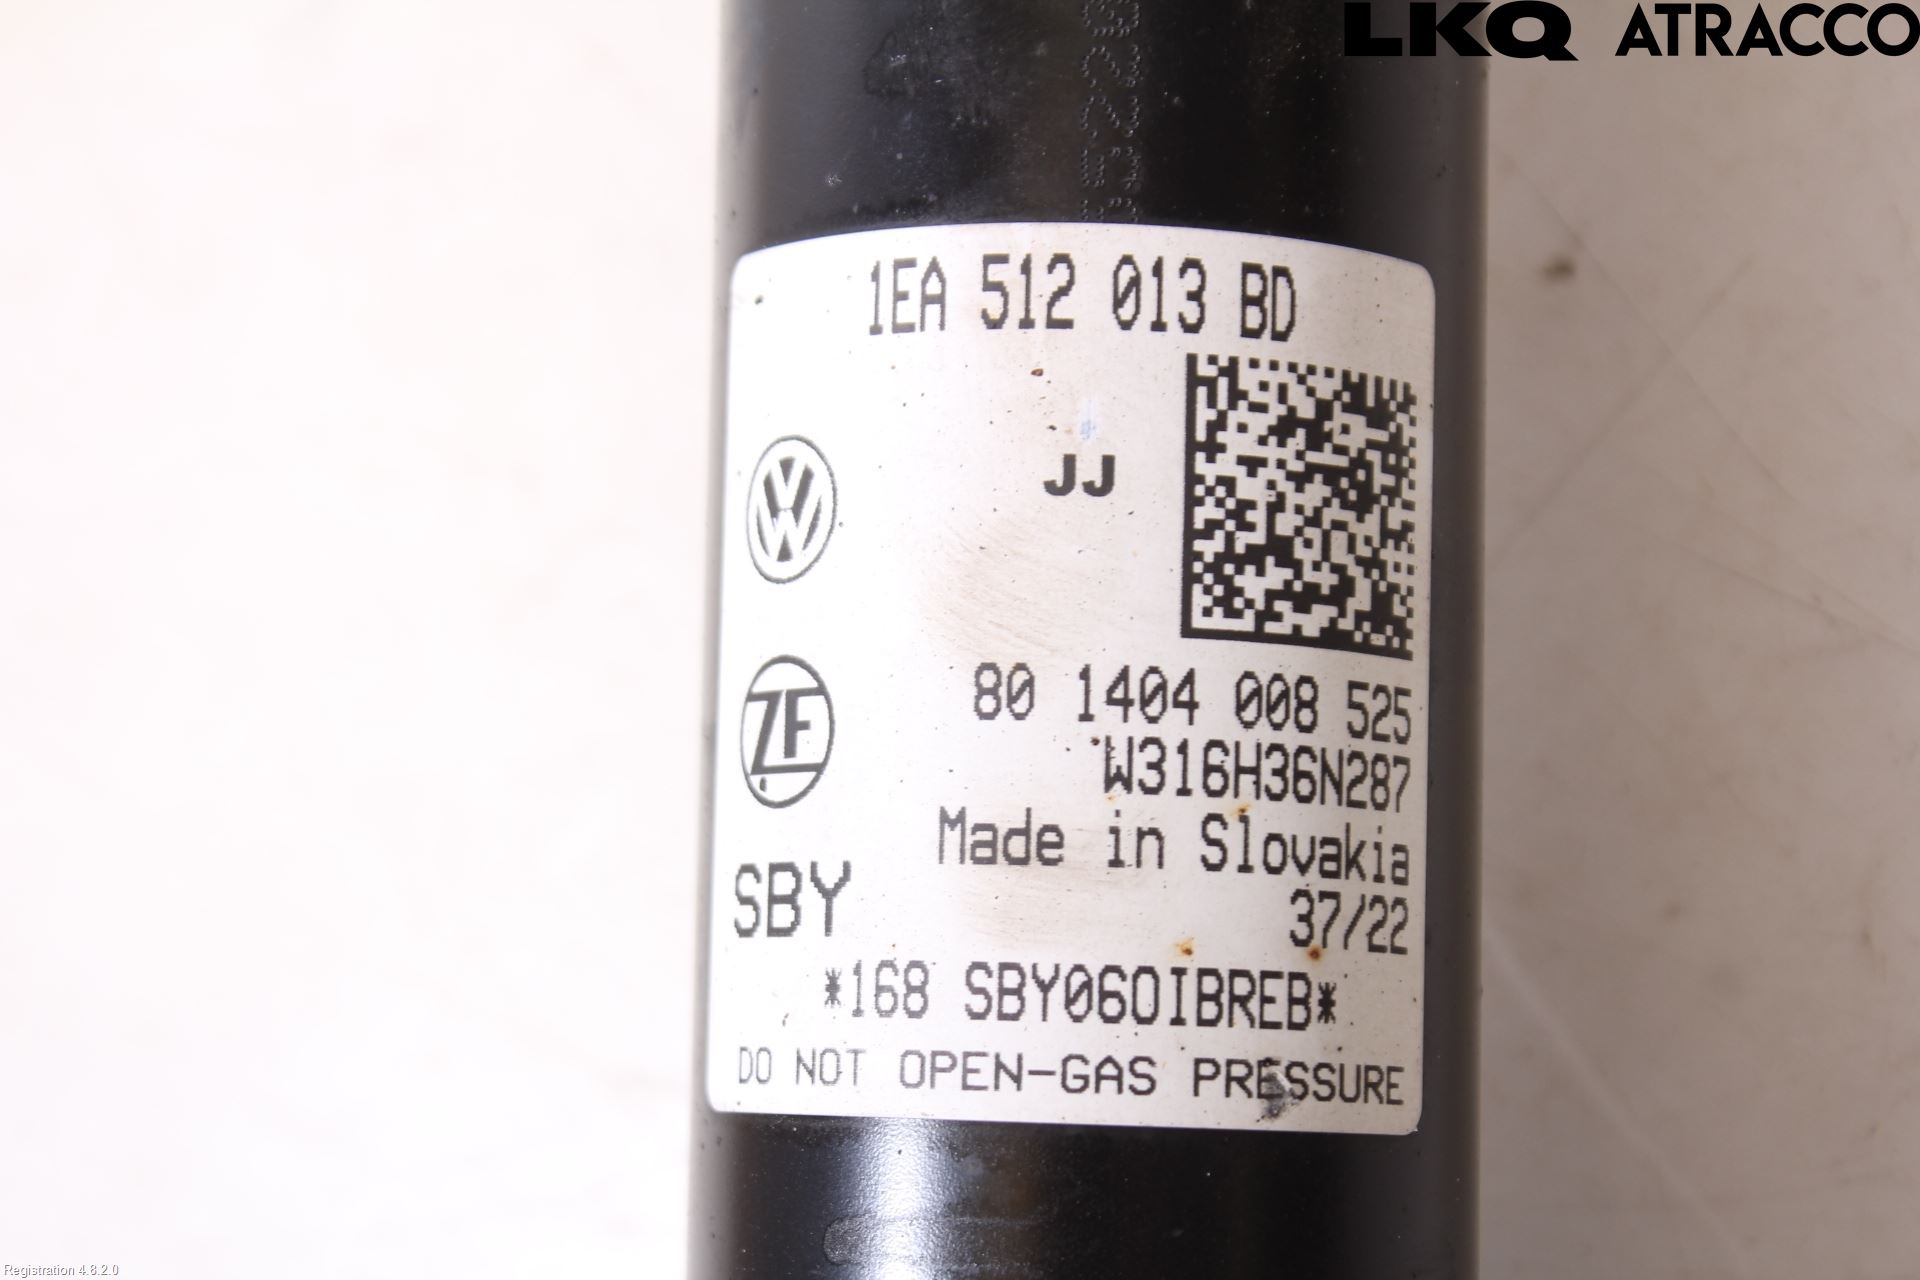 LKQ ATRACCO
1EA 512 013 BD
JJ
ZF
80 1404 008 525
W316H36N287
Made in Slovakia
SBY
37/22
*168 SBY060IBREB*
DO NOT OPEN-GAS PRESSURE
Registration 4.8.2.0